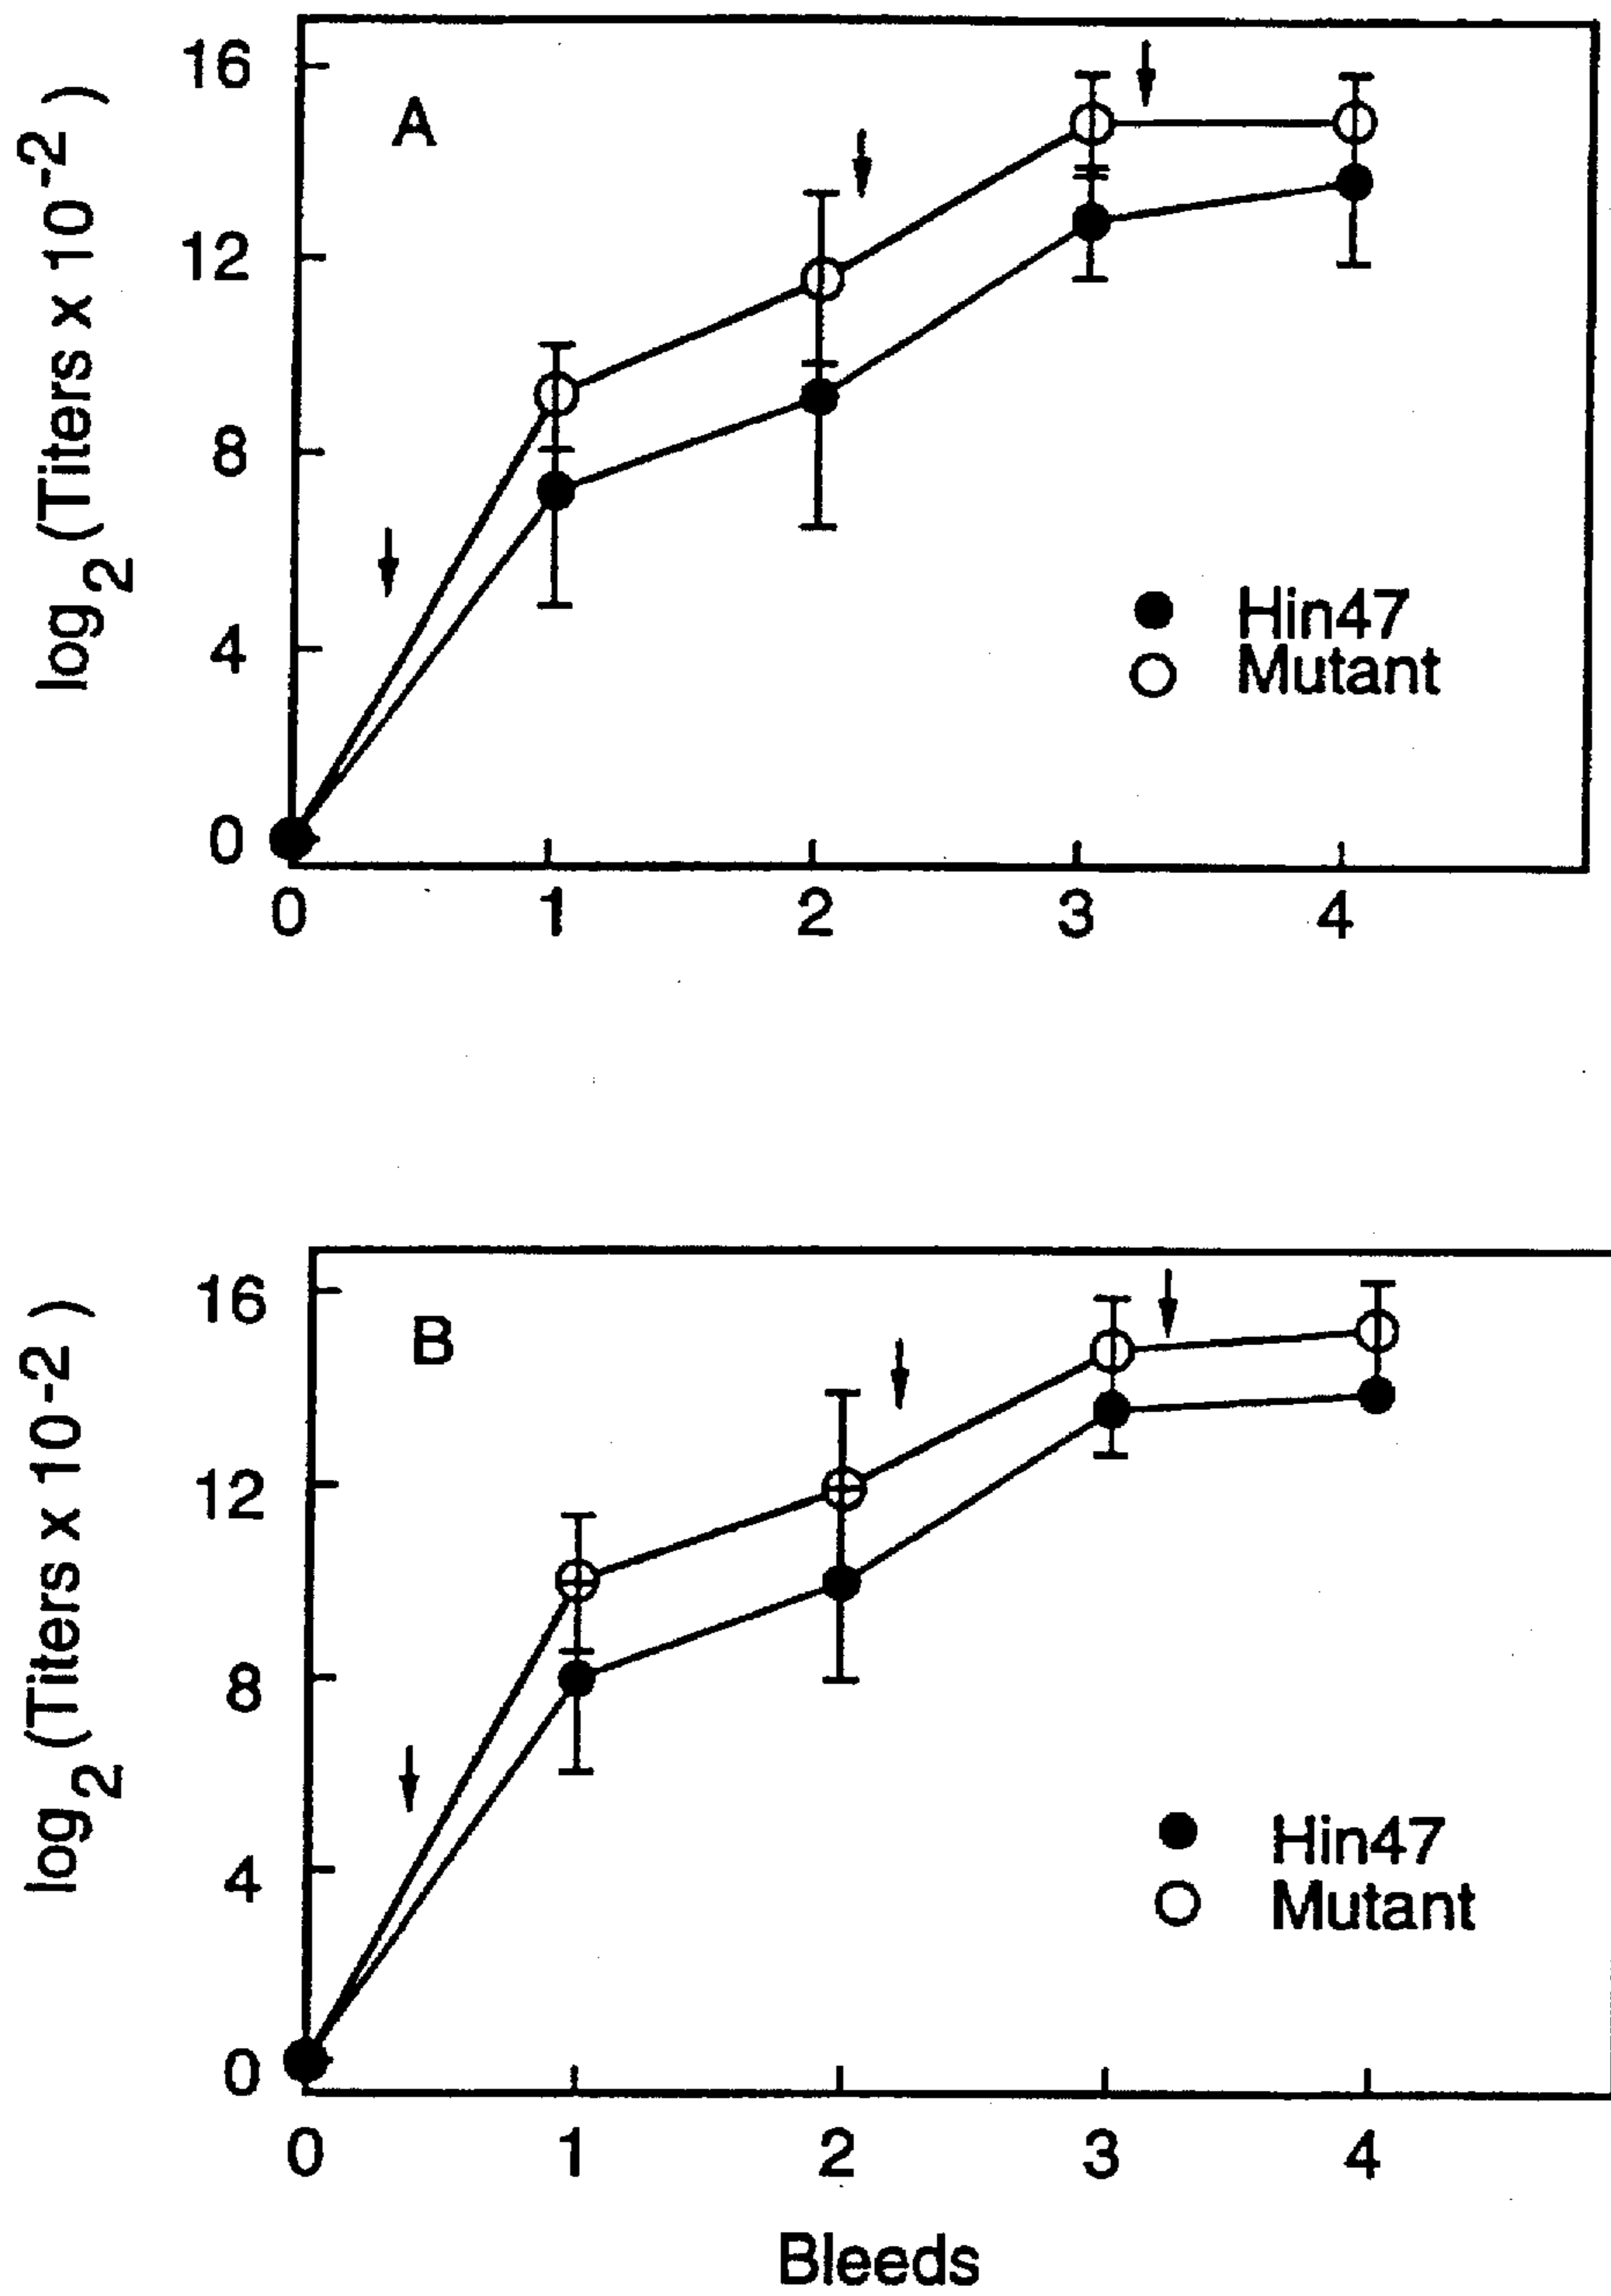 A
log2(Titers x 10-2)
16
12
8
4
0
Hin47
Mutant
0 1 2 3 4
B
log2(Titers x 10-2)
16
12
8
4
0
Hin47
Mutant
0 1 2 3 4
Bleeds